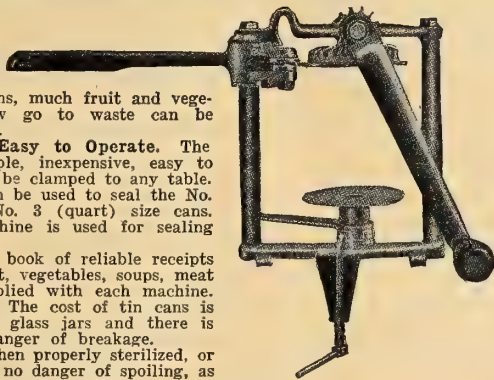 ns, much fruit and vege-
w go to waste can be
Easy to Operate. The
ple, inexpensive, easy to
be clamped to any table.
n be used to seal the No.
No. 3 (quart) size cans.
hine is used for sealing
book of reliable receipts
t, vegetables, soups, meat
plied with each machine.
The cost of tin cans is
glass jars and there is
anger of breakage.
hen properly sterilized, or
no danger of spoiling, as